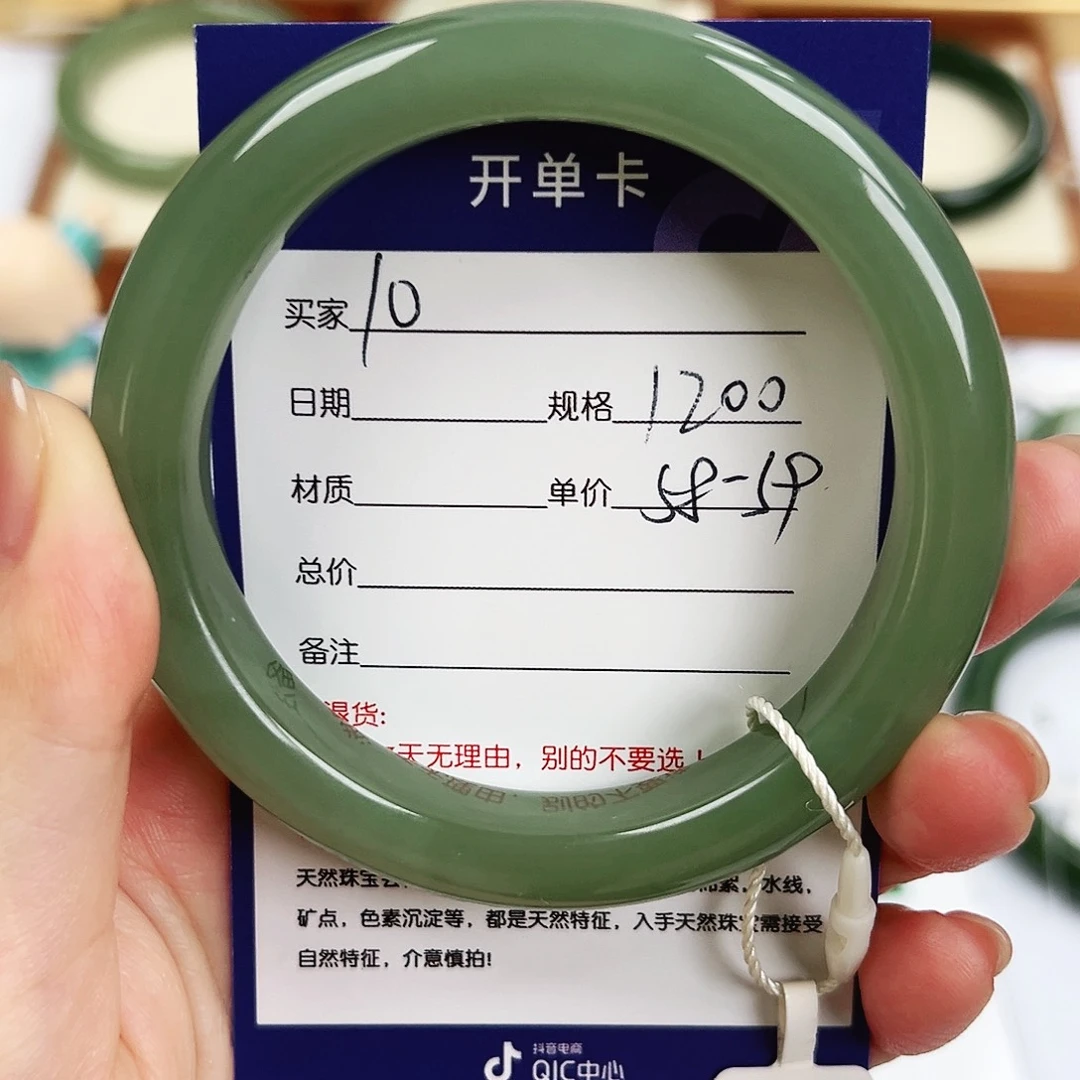 开单卡
买家 10
日期 规格 1200
材质 单价 58-59
总价
备注
退货:
天无理由，别的不要选！
天然珠宝
水线，
矿点，色素沉淀等，都是天然特征，入手天然珠宝需接受
自然特征，介意慎拍!
抖音电商
QIC中心